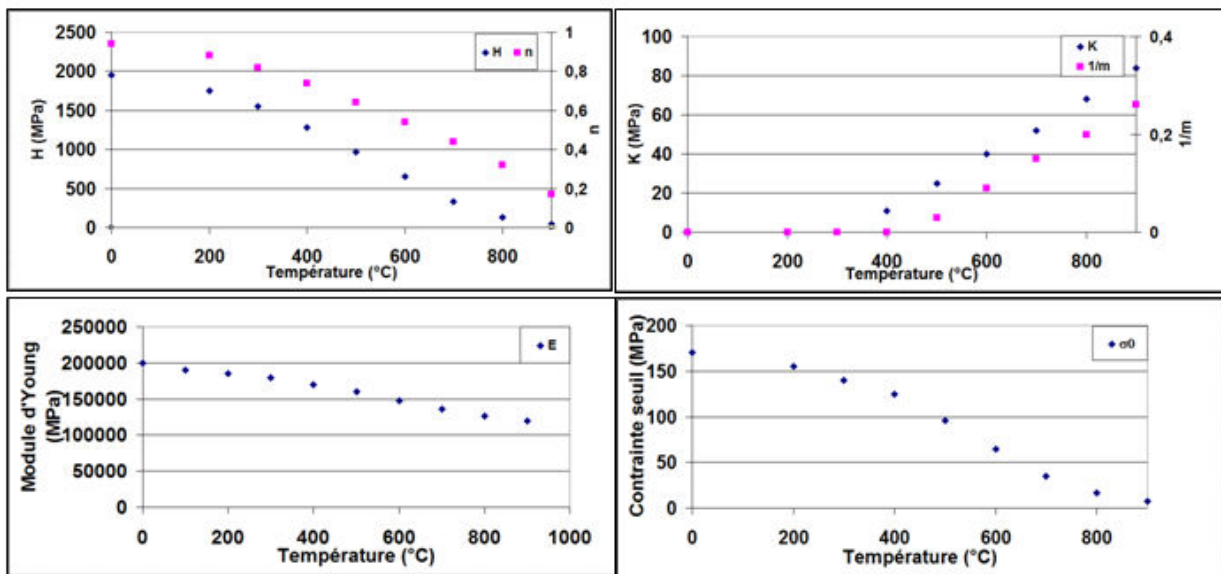 2500
2000
1500
1000
500
0
H (MPa)
H n
1
0,8
0,6
0,4
0,2
0
n
0 200 400 600 800
Température (°C)
100
80
60
40
20
0
K (MPa)
K
1/m
0,4
0,2
0
1/m
0 200 400 600 800
Température (°C)
250000
200000
150000
100000
50000
0
Module d'Young
(MPa)
E
0 200 400 600 800 1000
Température (°C)
200
150
100
50
0
Contrainte seuil (MPa)
σ0
0 200 400 600 800
Température (°C)